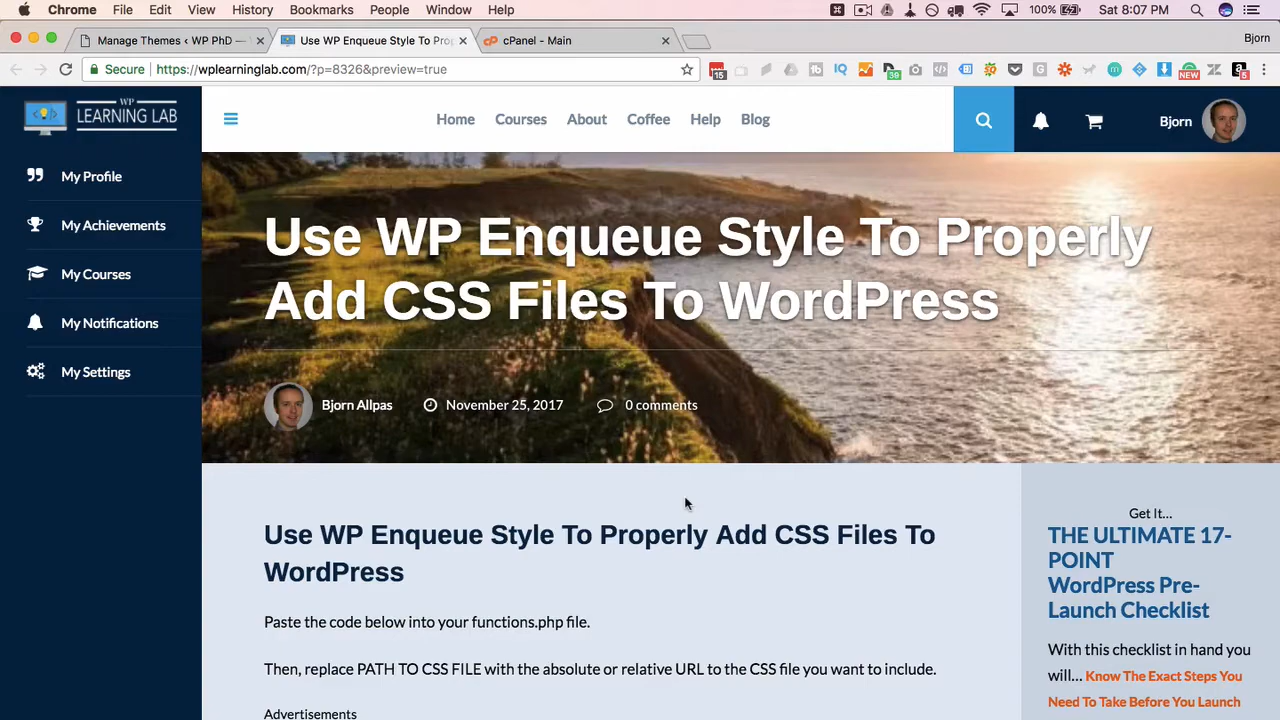 Chrome File Edit View History Bookmarks People Window Help 100% Sat 8:07 PM
Manage Themes ‹ WP PhD — Use WP Enqueue Style To Prop cPanel - Main Bjorn
Secure https://wplearninglab.com/?p=8326&preview=true 15 39 NEW 5
WP
LEARNING LAB
Home Courses About Coffee Help Blog Bjorn
My Profile
My Achievements
My Courses
My Notifications
My Settings
Use WP Enqueue Style To Properly
Add CSS Files To WordPress
Bjorn Allpas November 25, 2017 0 comments
Use WP Enqueue Style To Properly Add CSS Files To
WordPress
Paste the code below into your functions.php file.
Then, replace PATH TO CSS FILE with the absolute or relative URL to the CSS file you want to include.
Advertisements
Get It...
THE ULTIMATE 17-
POINT
WordPress Pre-
Launch Checklist
With this checklist in hand you
will... Know The Exact Steps You
Need To Take Before You Launch